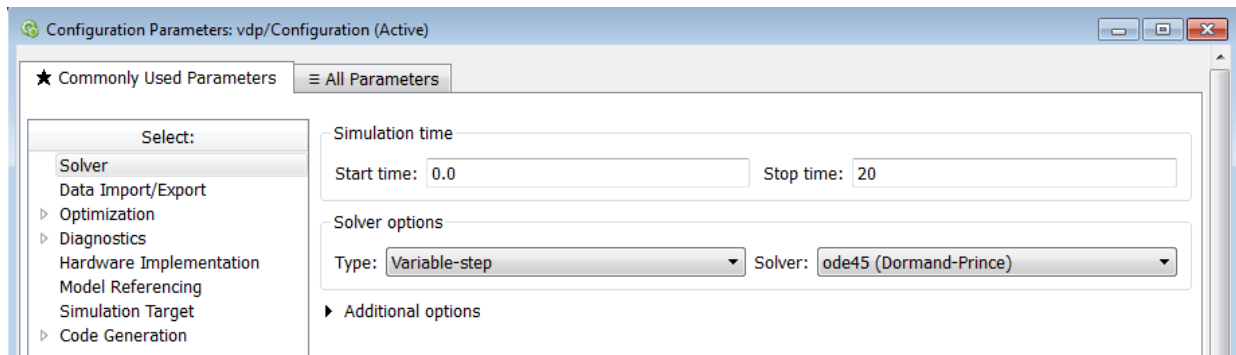 Configuration Parameters: vdp/Configuration (Active)
★ Commonly Used Parameters
≡ All Parameters
Select:
Solver
Data Import/Export
Optimization
Diagnostics
Hardware Implementation
Model Referencing
Simulation Target
Code Generation
Simulation time
Start time: 0.0
Stop time: 20
Solver options
Type: Variable-step
Solver: ode45 (Dormand-Prince)
Additional options